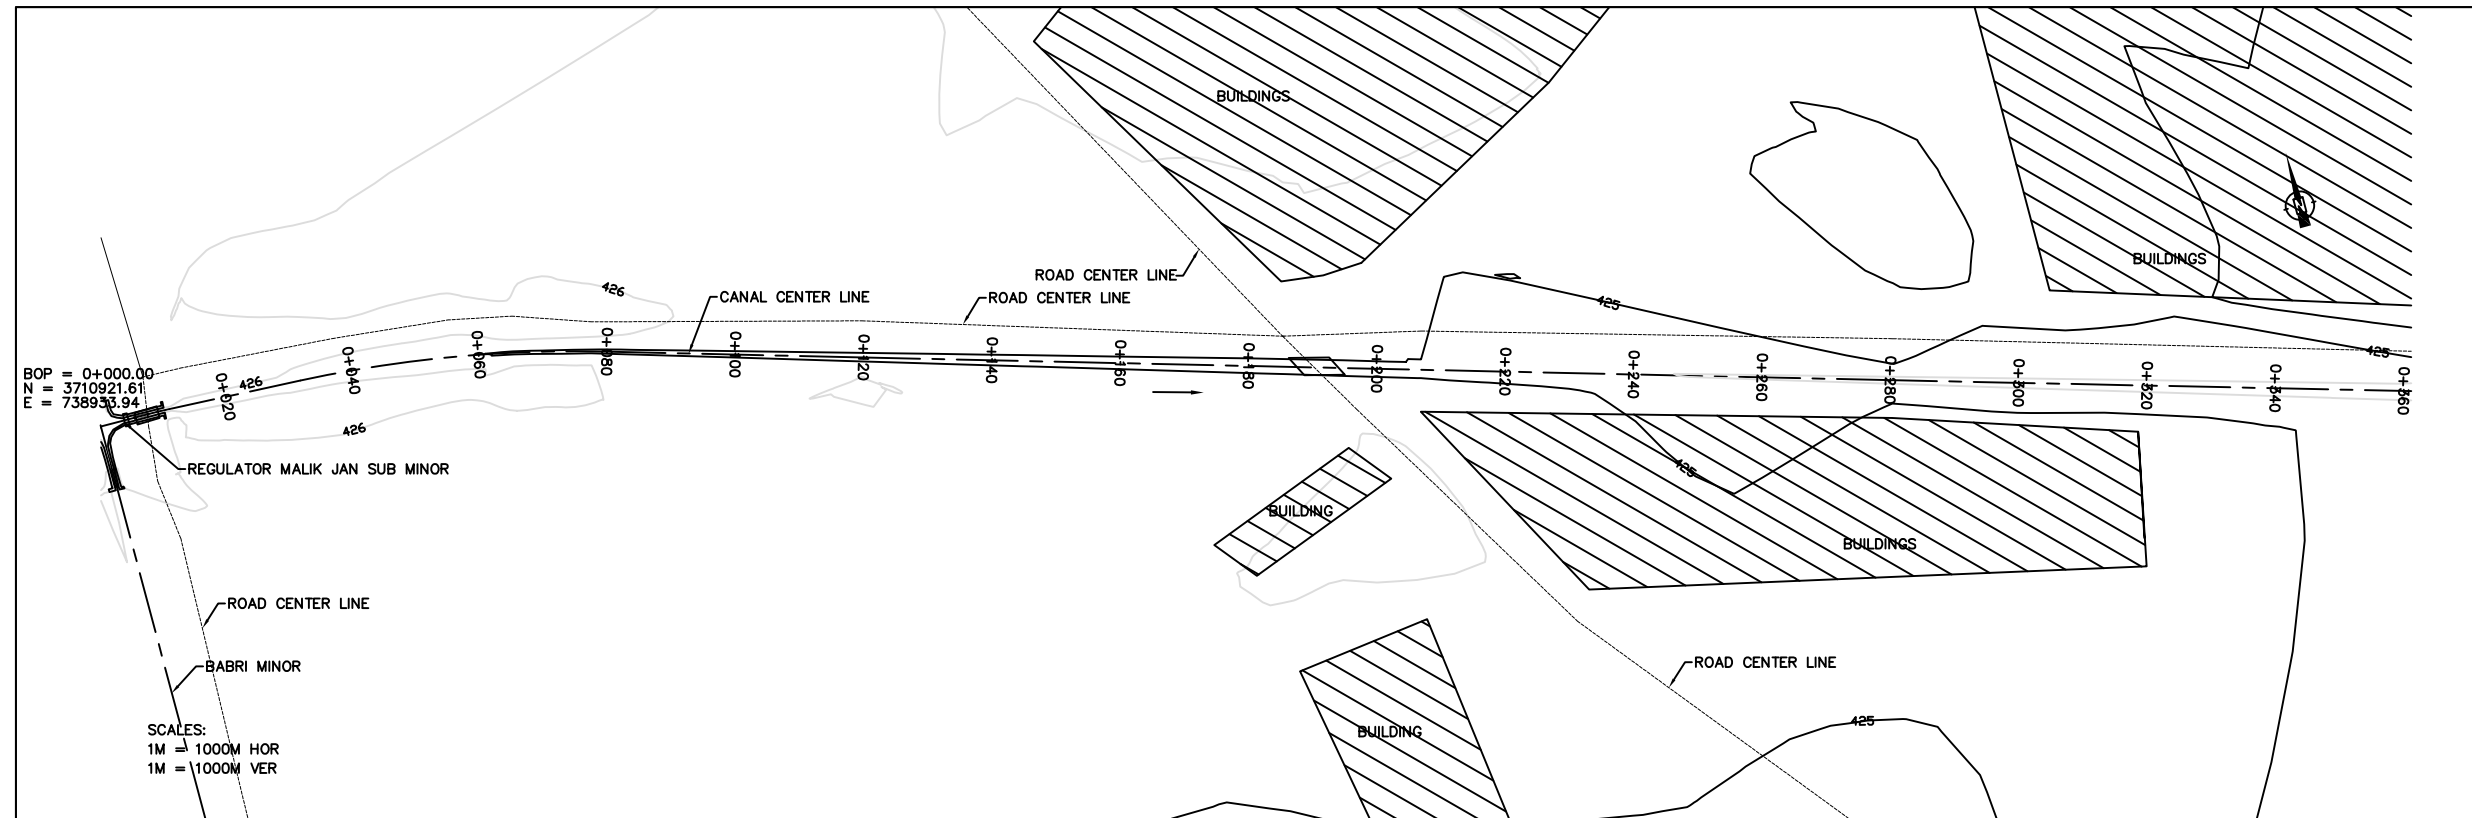 BUILDINGS
BUILDINGS
ROAD CENTER LINE
ROAD CENTER LINE
CANAL CENTER LINE
426
425
425
0+020
0+040
0+060
0+080
0+100
0+120
0+140
0+160
0+180
0+200
0+220
0+240
0+260
0+280
0+300
0+320
0+340
0+360
BOP = 0+000.00
N = 3710921.61
E = 738933.94
426
426
REGULATOR MALIK JAN SUB MINOR
425
BUILDING
BUILDINGS
ROAD CENTER LINE
BABRI MINOR
ROAD CENTER LINE
425
BUILDING
SCALES:
1M = 1000M HOR
1M = 1000M VER